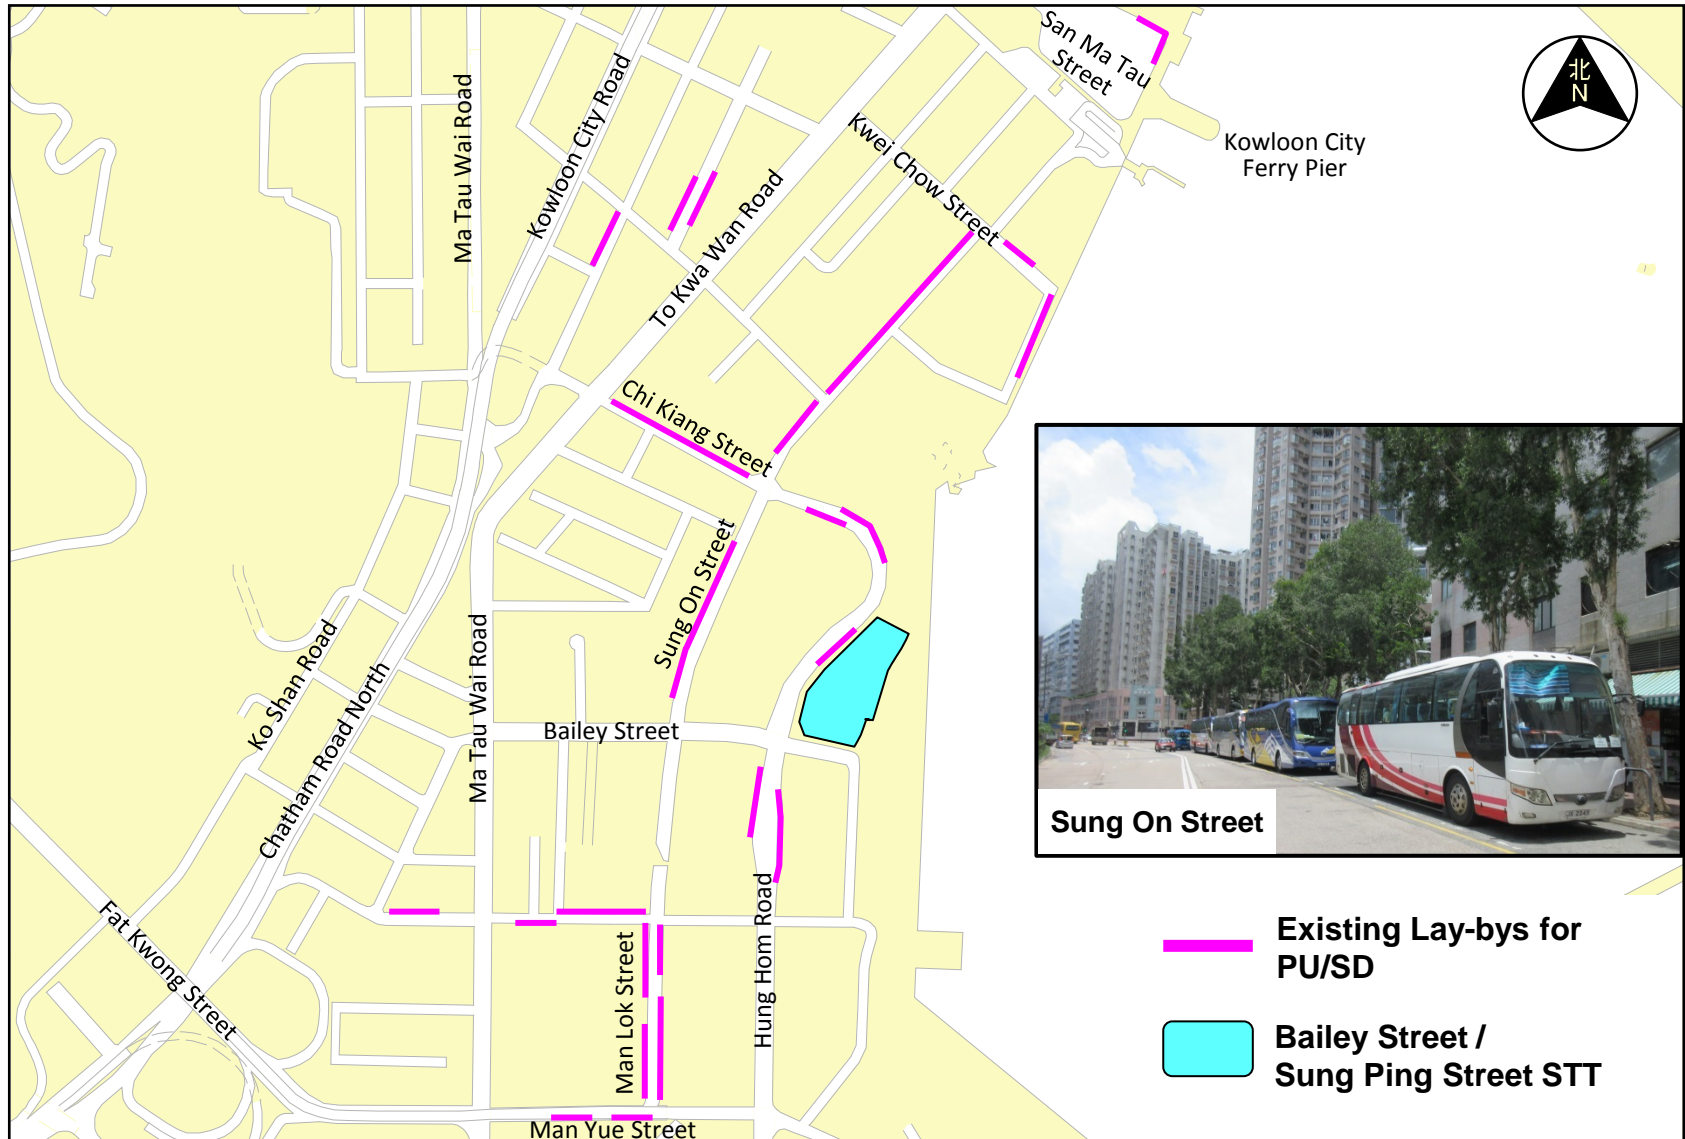 San Ma Tau
Street
北
N
Kowloon City
Ferry Pier
Ma Tau Wai Road
Kowloon City Road
Kwei Chow Street
To Kwa Wan Road
Chi Kiang Street
Sung On Street
Ko Shan Road
Chatham Road North
Ma Tau Wai Road
Bailey Street
Fat Kwong Street
Man Lok Street
Hung Hom Road
Man Yue Street
Sung On Street
Existing Lay-bys for
PU/SD
Bailey Street /
Sung Ping Street STT